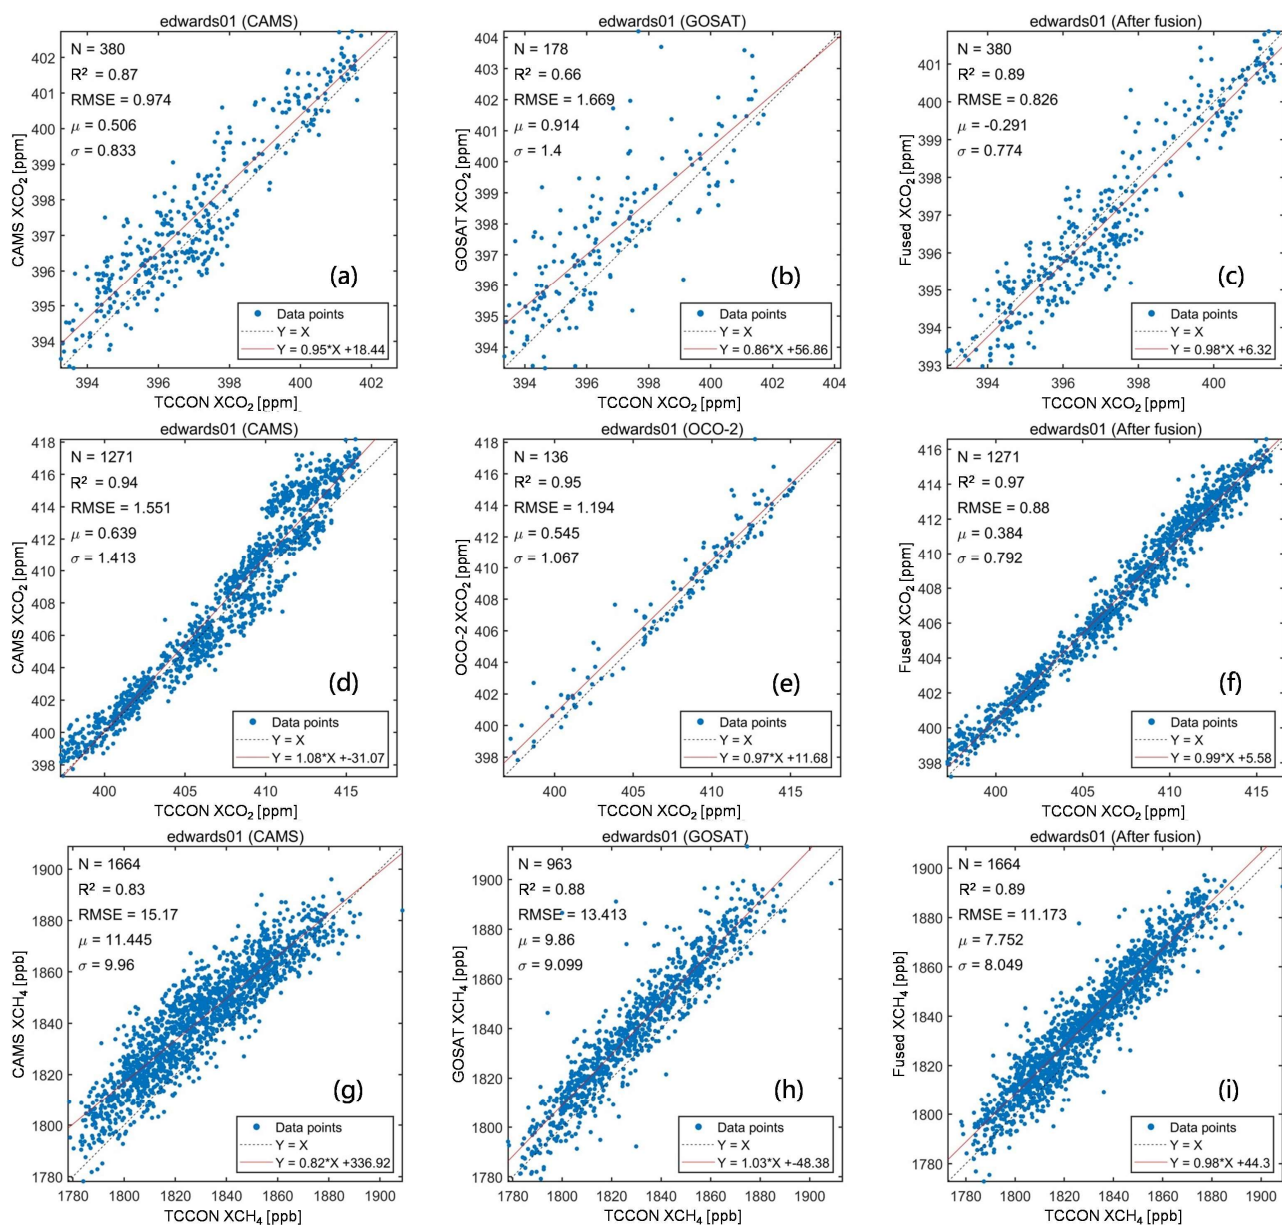 edwards01 (CAMS)
N = 380
R² = 0.87
RMSE = 0.974
μ = 0.506
σ = 0.833
402
401
400
399
398
397
396
395
394
CAMS XCO₂ [ppm]
(a)
Data points
Y = X
Y = 0.95*X +18.44
394 396 398 400 402
TCCON XCO₂ [ppm]
edwards01 (GOSAT)
N = 178
R² = 0.66
RMSE = 1.669
μ = 0.914
σ = 1.4
404
403
402
401
400
399
398
397
396
395
394
GOSAT XCO₂ [ppm]
(b)
Data points
Y = X
Y = 0.86*X +56.86
394 396 398 400 402 404
TCCON XCO₂ [ppm]
edwards01 (After fusion)
N = 380
R² = 0.89
RMSE = 0.826
μ = -0.291
σ = 0.774
401
400
399
398
397
396
395
394
393
Fused XCO₂ [ppm]
(c)
Data points
Y = X
Y = 0.98*X +6.32
394 396 398 400
TCCON XCO₂ [ppm]
edwards01 (CAMS)
N = 1271
R² = 0.94
RMSE = 1.551
μ = 0.639
σ = 1.413
418
416
414
412
410
408
406
404
402
400
398
CAMS XCO₂ [ppm]
(d)
Data points
Y = X
Y = 1.08*X +-31.07
400 405 410 415
TCCON XCO₂ [ppm]
edwards01 (OCO-2)
N = 136
R² = 0.95
RMSE = 1.194
μ = 0.545
σ = 1.067
418
416
414
412
410
408
406
404
402
400
398
OCO-2 XCO₂ [ppm]
(e)
Data points
Y = X
Y = 0.97*X +11.68
400 405 410 415
TCCON XCO₂ [ppm]
edwards01 (After fusion)
N = 1271
R² = 0.97
RMSE = 0.88
μ = 0.384
σ = 0.792
416
414
412
410
408
406
404
402
400
398
Fused XCO₂ [ppm]
(f)
Data points
Y = X
Y = 0.99*X +5.58
400 405 410 415
TCCON XCO₂ [ppm]
edwards01 (CAMS)
N = 1664
R² = 0.83
RMSE = 15.17
μ = 11.445
σ = 9.96
1900
1880
1860
1840
1820
1800
1780
CAMS XCH₄ [ppb]
(g)
Data points
Y = X
Y = 0.82*X +336.92
1780 1800 1820 1840 1860 1880 1900
TCCON XCH₄ [ppb]
edwards01 (GOSAT)
N = 963
R² = 0.88
RMSE = 13.413
μ = 9.86
σ = 9.099
1900
1880
1860
1840
1820
1800
1780
GOSAT XCH₄ [ppb]
(h)
Data points
Y = X
Y = 1.03*X +-48.38
1780 1800 1820 1840 1860 1880 1900
TCCON XCH₄ [ppb]
edwards01 (After fusion)
N = 1664
R² = 0.89
RMSE = 11.173
μ = 7.752
σ = 8.049
1900
1880
1860
1840
1820
1800
1780
Fused XCH₄ [ppb]
(i)
Data points
Y = X
Y = 0.98*X +44.3
1780 1800 1820 1840 1860 1880 1900
TCCON XCH₄ [ppb]